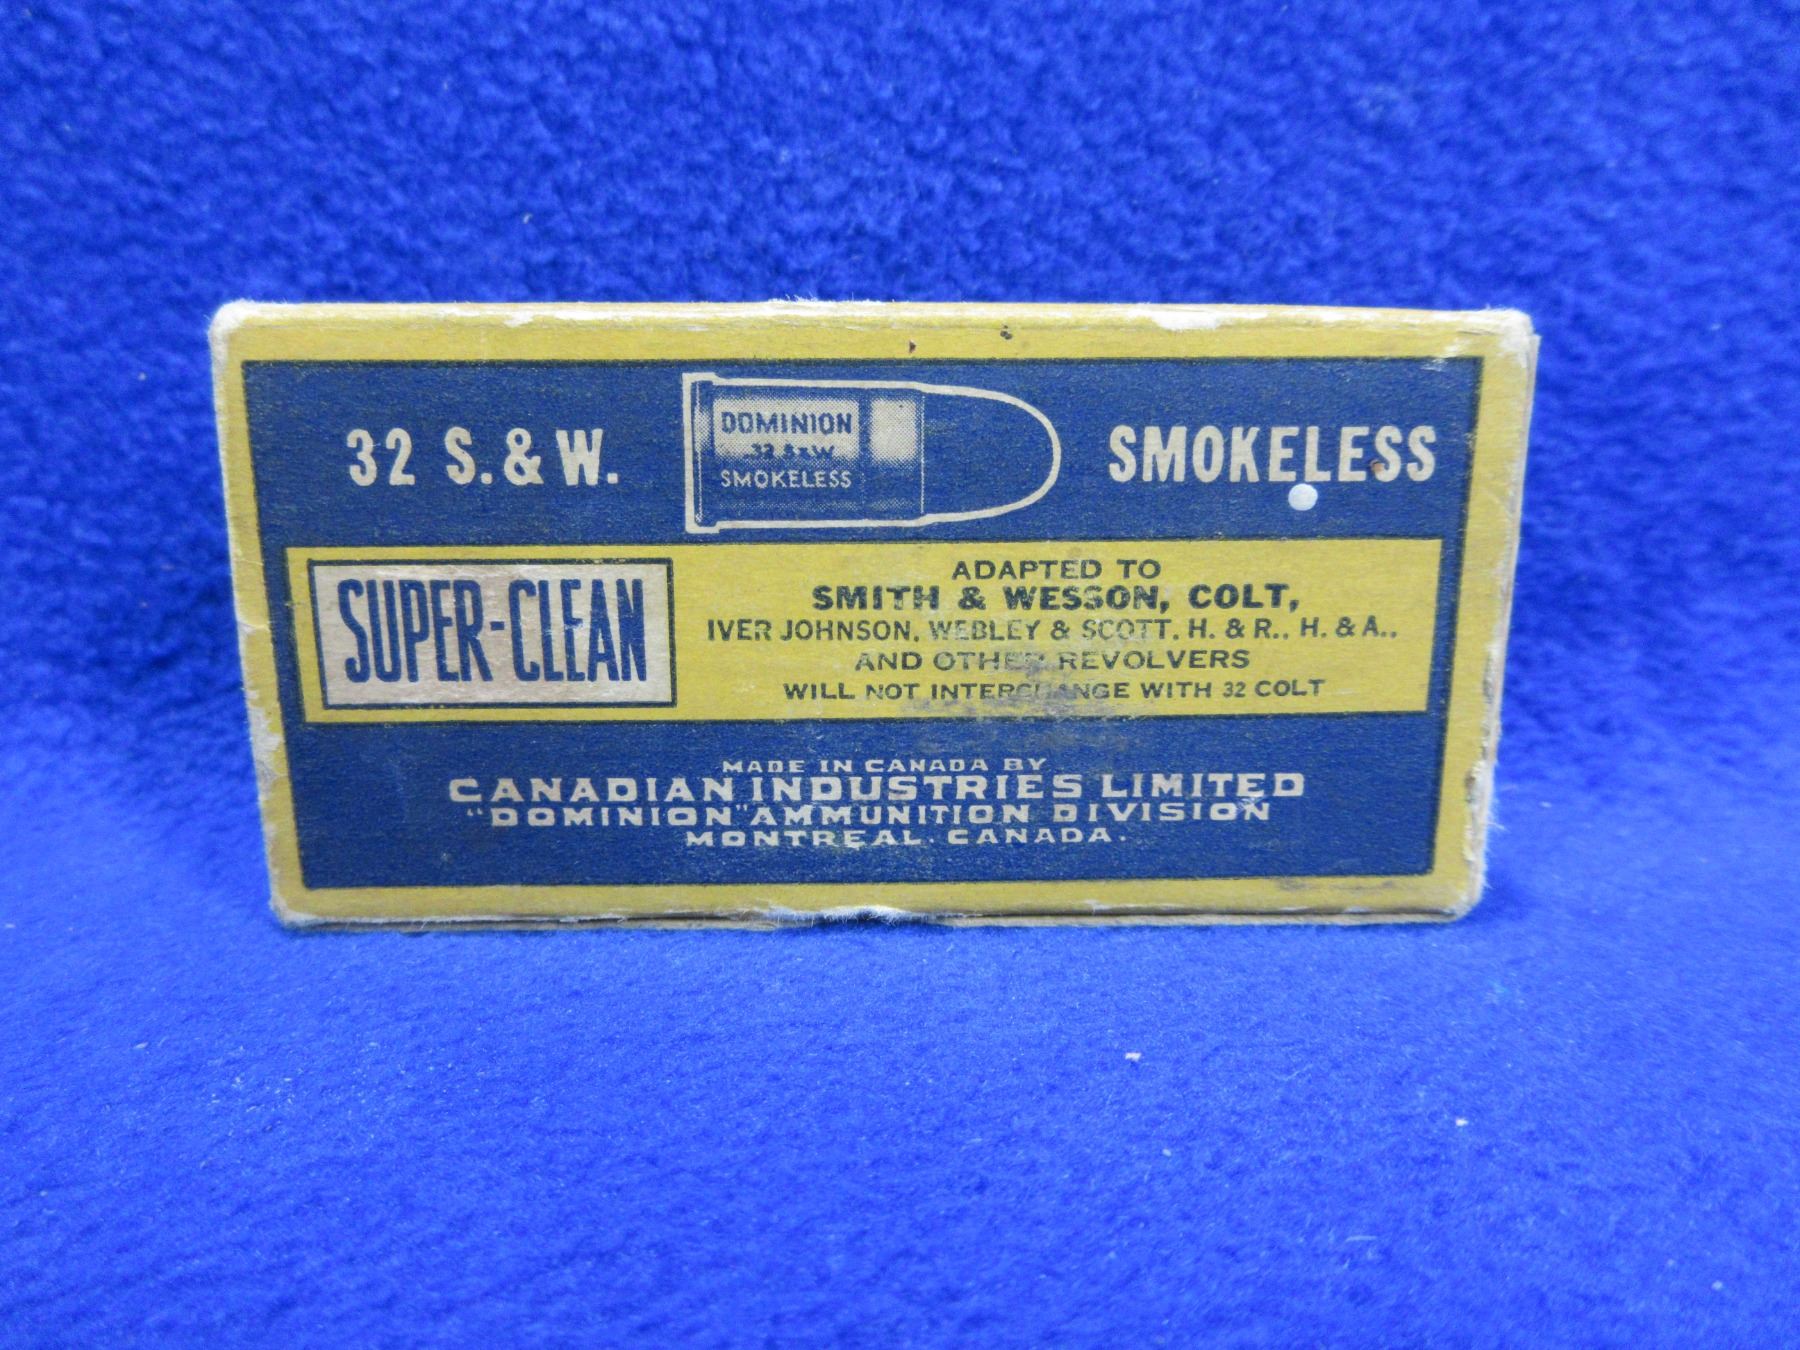 32 S. & W.
DOMINION
.32 S&W
SMOKELESS
SMOKELESS
SUPER-CLEAN
ADAPTED TO
SMITH & WESSON, COLT,
IVER JOHNSON, WEBLEY & SCOTT, H. & R., H. & A.,
AND OTHER REVOLVERS
WILL NOT INTERCHANGE WITH 32 COLT
MADE IN CANADA BY
CANADIAN INDUSTRIES LIMITED
"DOMINION" AMMUNITION DIVISION
MONTREAL. CANADA.